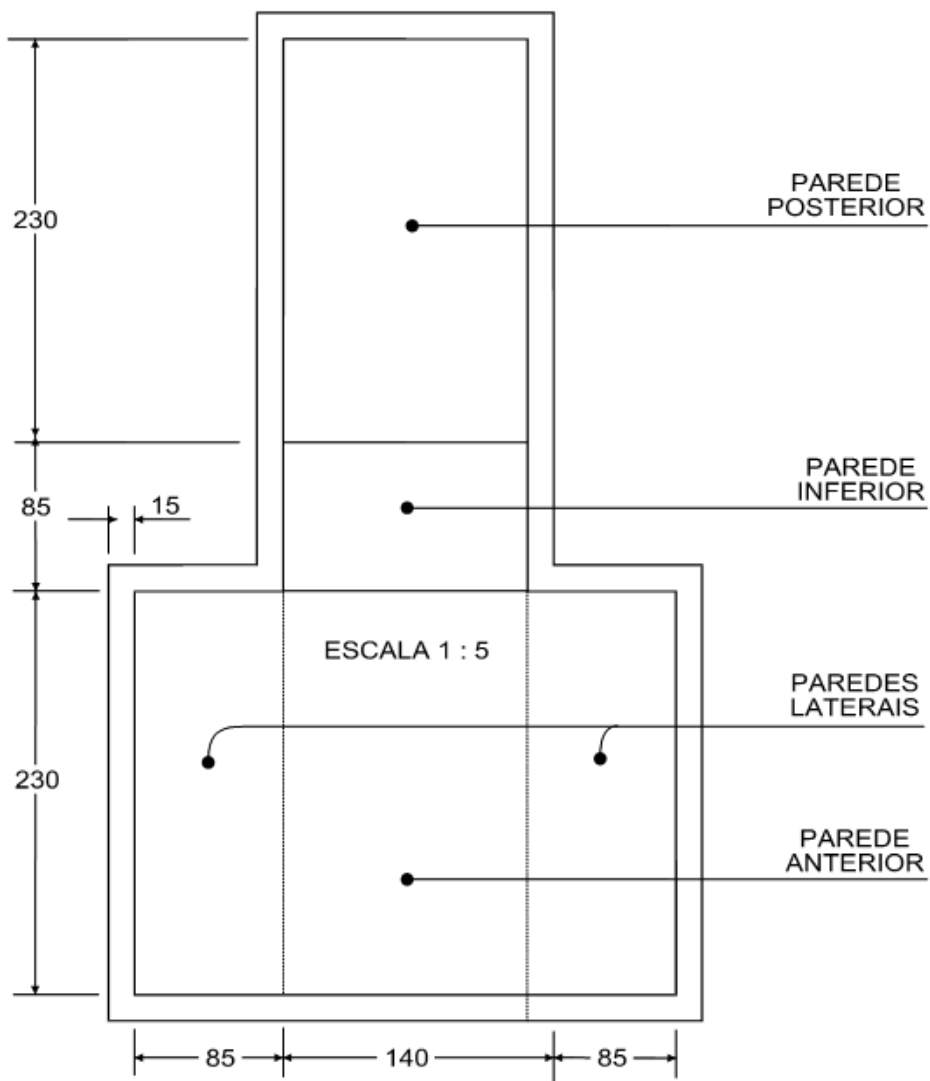 230
PAREDE
POSTERIOR
85
15
PAREDE
INFERIOR
ESCALA 1 : 5
PAREDES
LATERAIS
230
PAREDE
ANTERIOR
85
140
85